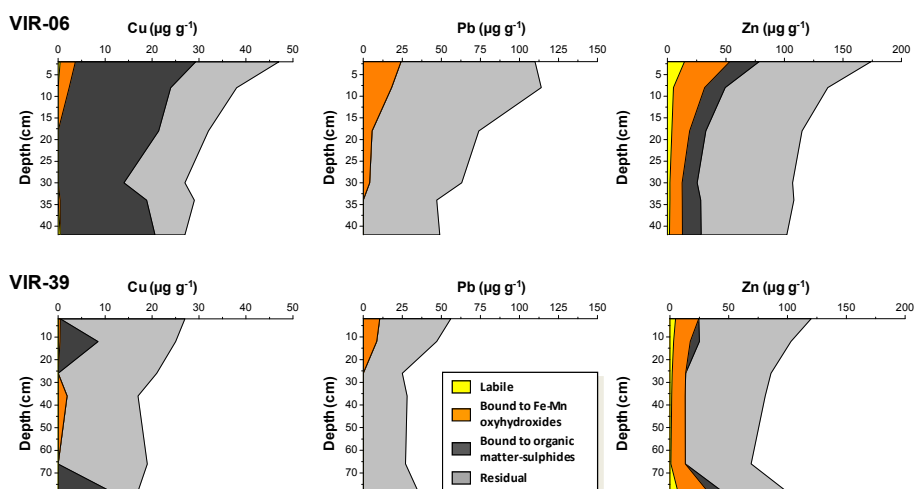 VIR-06
Cu (µg g⁻¹)
0 10 20 30 40 50
Depth (cm)
5
10
15
20
25
30
35
40
Pb (µg g⁻¹)
0 25 50 75 100 125 150
Depth (cm)
5
10
15
20
25
30
35
40
Zn (µg g⁻¹)
0 50 100 150 200
Depth (cm)
5
10
15
20
25
30
35
40
VIR-39
Cu (µg g⁻¹)
0 10 20 30 40 50
Depth (cm)
10
20
30
40
50
60
70
Pb (µg g⁻¹)
0 25 50 75 100 125 150
Depth (cm)
10
20
30
40
50
60
70
Labile
Bound to Fe-Mn
oxyhydroxides
Bound to organic
matter-sulphides
Residual
Zn (µg g⁻¹)
0 50 100 150 200
Depth (cm)
10
20
30
40
50
60
70